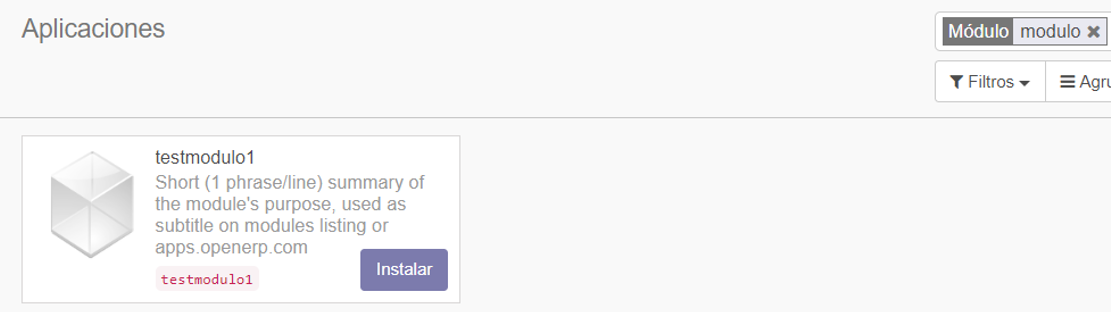 Aplicaciones
Módulo modulo ✖
Filtros
Agru
testmodulo1
Short (1 phrase/line) summary of
the module's purpose, used as
subtitle on modules listing or
apps.openerp.com
Instalar
testmodulo1